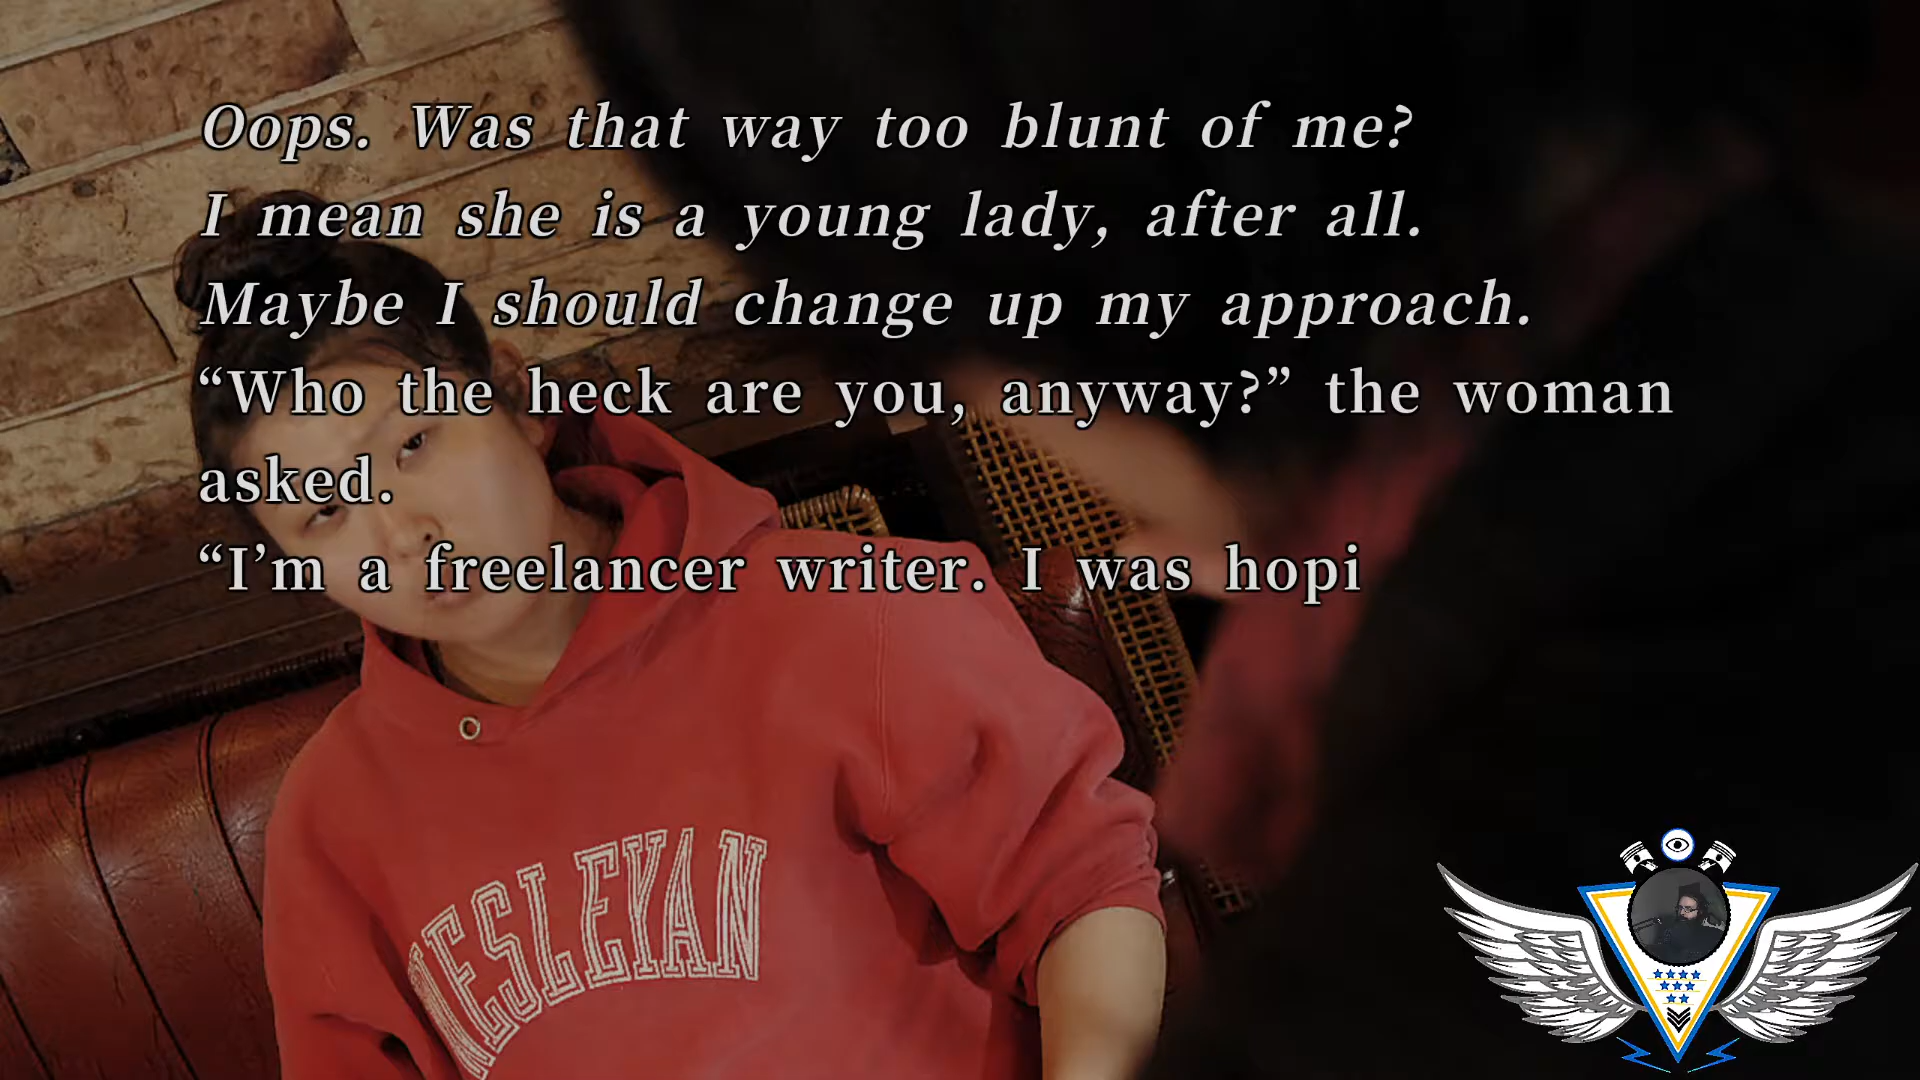 Oops. Was that way too blunt of me?
I mean she is a young lady, after all.
Maybe I should change up my approach.
“Who the heck are you, anyway?” the woman
asked.
“I’m a freelancer writer. I was hopi
WESLEYAN